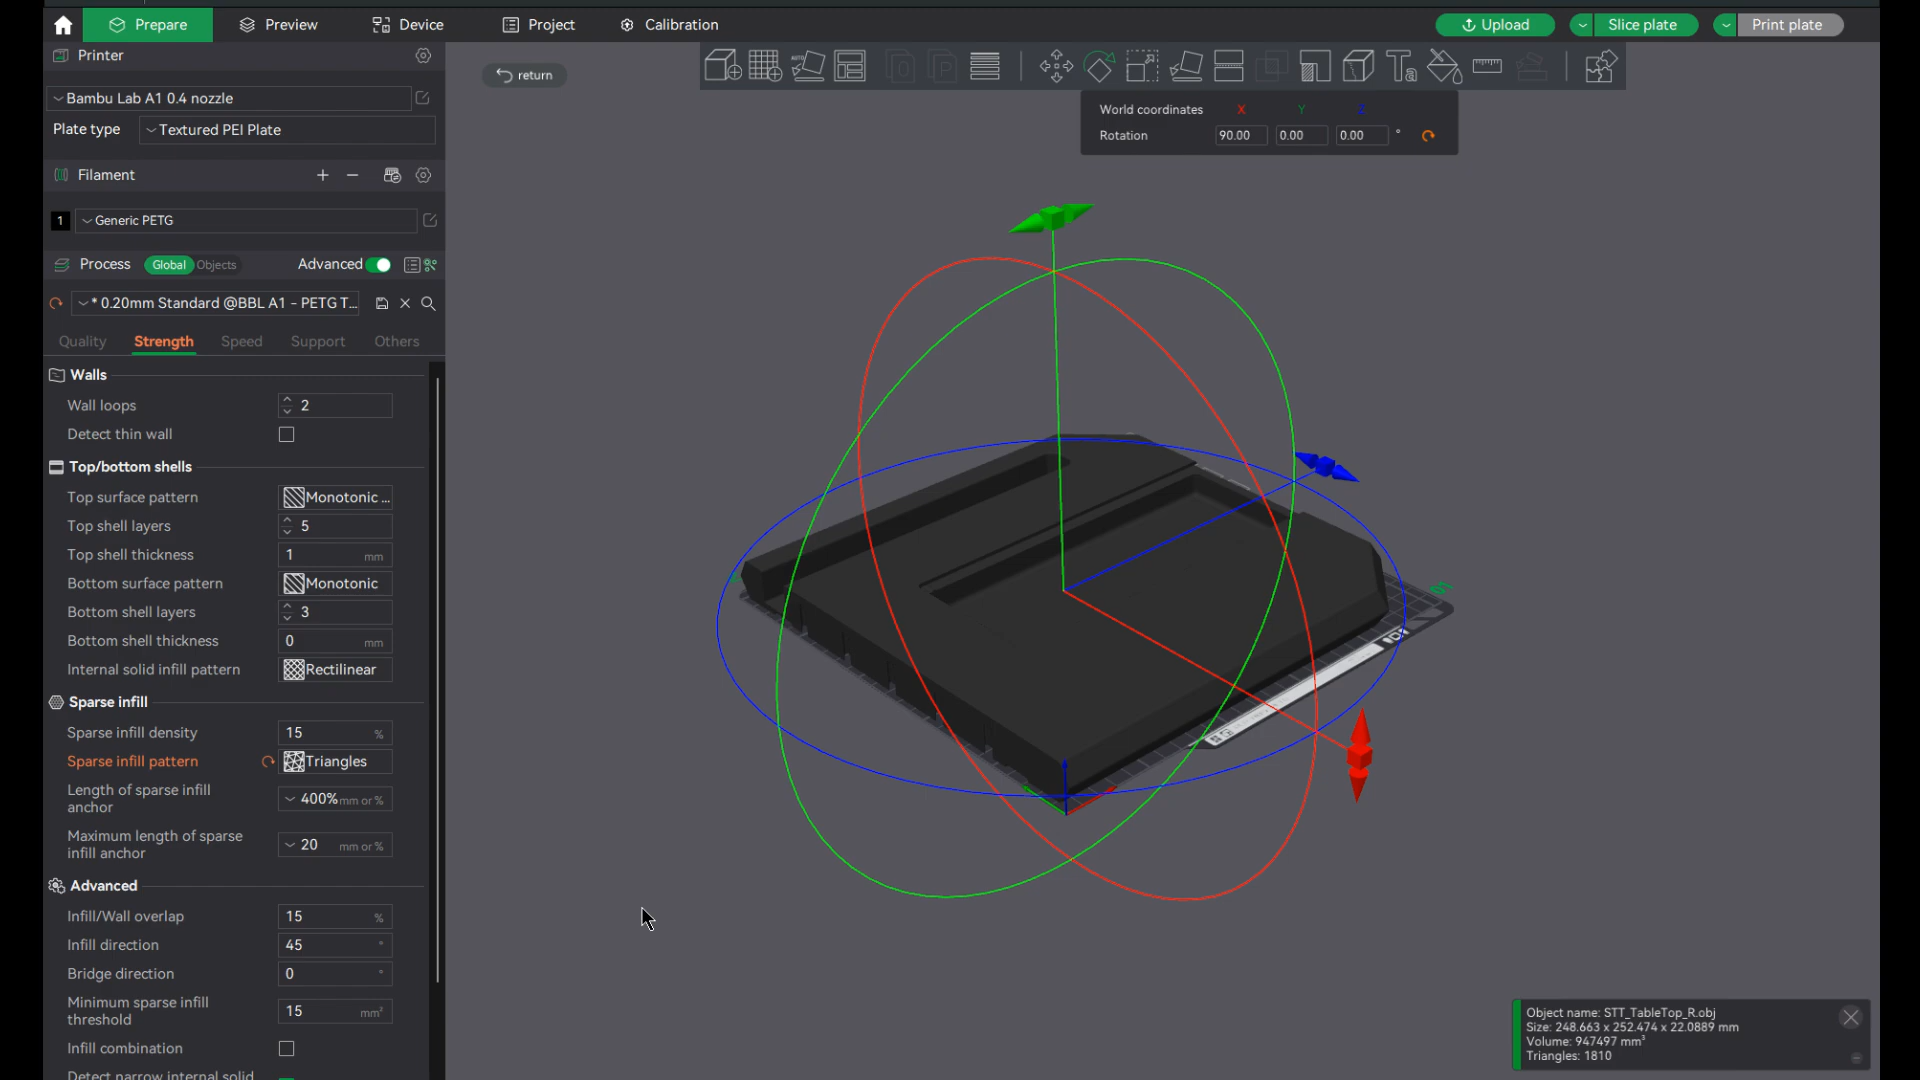 Prepare
Preview
Device
Project
Calibration
Upload
Slice plate
Print plate
Printer
return
Bambu Lab A1 0.4 nozzle
Plate type
Textured PEI Plate
World coordinates X Y Z
Rotation 90.00 0.00 0.00 °
Filament
1 Generic PETG
Process Global Objects Advanced
* 0.20mm Standard @BBL A1 - PETG T...
Quality Strength Speed Support Others
Walls
Wall loops 2
Detect thin wall
Top/bottom shells
Top surface pattern Monotonic ...
Top shell layers 5
Top shell thickness 1 mm
Bottom surface pattern Monotonic
Bottom shell layers 3
Bottom shell thickness 0 mm
Internal solid infill pattern Rectilinear
Sparse infill
Sparse infill density 15 %
Sparse infill pattern Triangles
Length of sparse infill
anchor 400% mm or %
Maximum length of sparse
infill anchor 20 mm or %
Advanced
Infill/Wall overlap 15 %
Infill direction 45 °
Bridge direction 0 °
Minimum sparse infill
threshold 15 mm²
Infill combination
Detect narrow internal solid
01
Object name: STT_TableTop_R.obj
Size: 248.663 x 252.474 x 22.0889 mm
Volume: 947497 mm³
Triangles: 1810